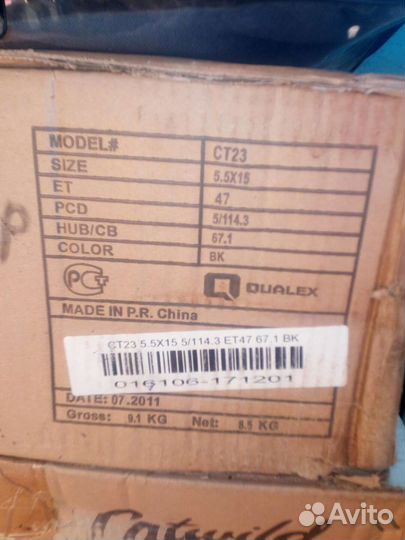 MODEL# CT23
SIZE 5.5X15
ET 47
PCD 5/114.3
HUB/CB 67.1
COLOR BK
QUALEX
MADE IN P.R. China
CT23 5.5X15 5/114.3 ET47 67.1 BK
016106-171201
DATE: 07.2011
Gross: 9.1 KG Net: 8.5 KG
Catwild
Avito